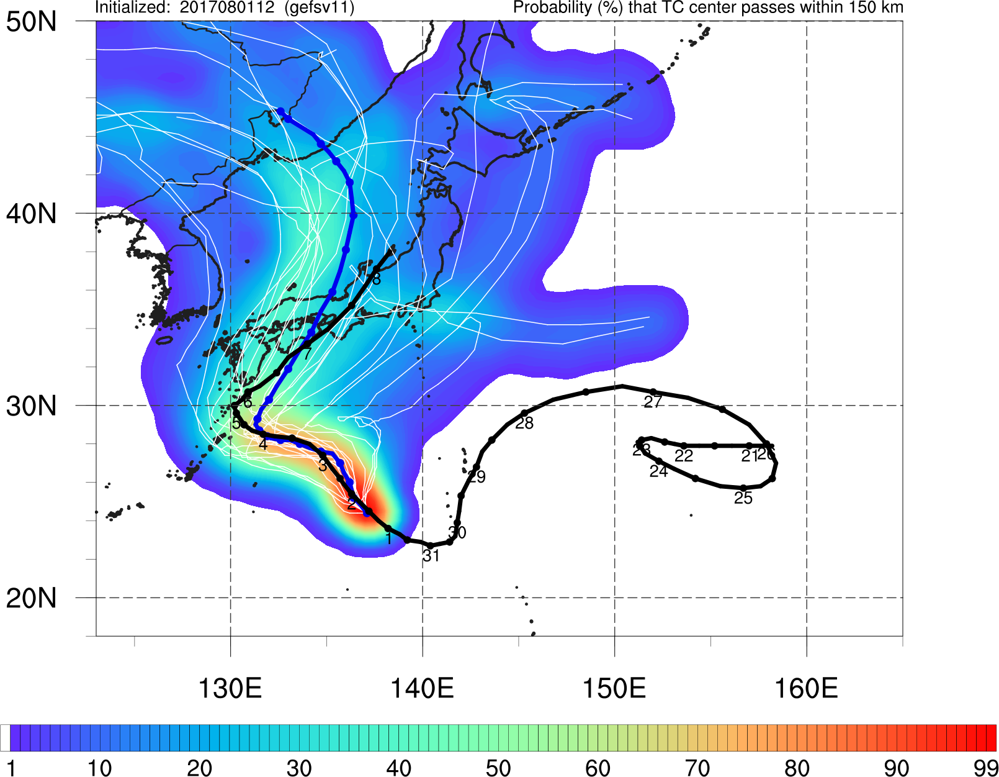 Initialized: 2017080112 (gefsv11) Probability (%) that TC center passes within 150 km
50N
40N
30N
20N
130E 140E 150E 160E
8
7
6
5
4
3
2
1
31
30
29
28
27
23 22 21 20
24
25
1 10 20 30 40 50 60 70 80 90 99